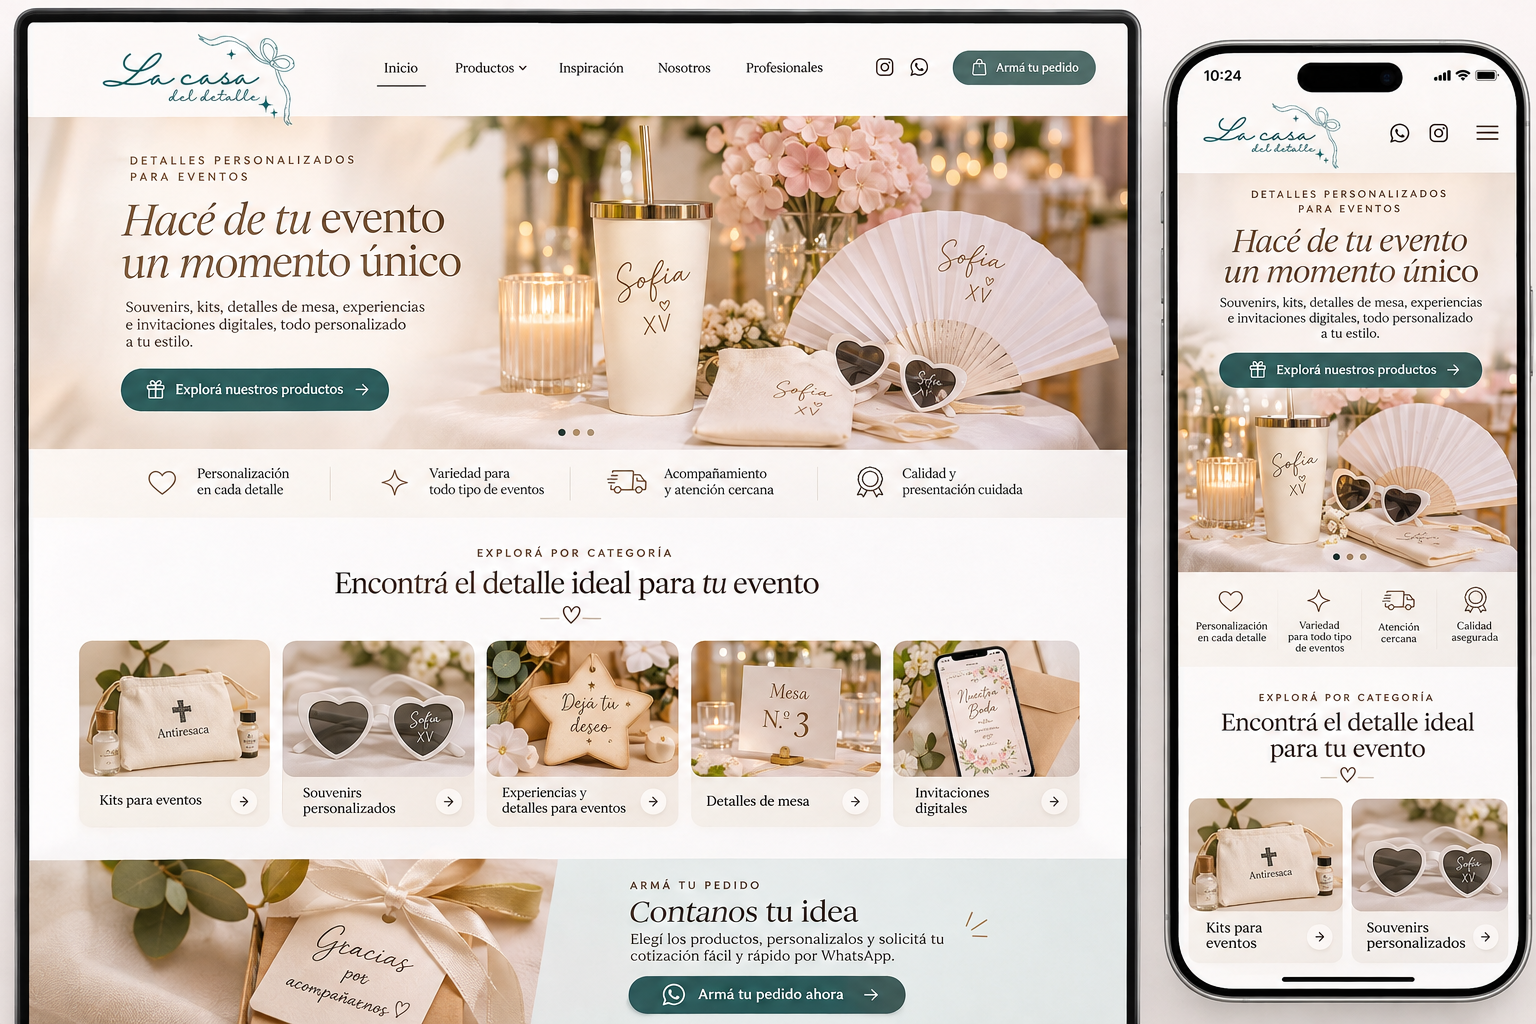 La casa
del detalle
Inicio
Productos
Inspiración
Nosotros
Profesionales
Armá tu pedido
DETALLES PERSONALIZADOS
PARA EVENTOS
Hacé de tu evento
un momento único
Souvenirs, kits, detalles de mesa, experiencias
e invitaciones digitales, todo personalizado
a tu estilo.
Explorá nuestros productos
Sofia
XV
Sofia
XV
Sofia
XV
Sofia
XV
Personalización
en cada detalle
Variedad para
todo tipo de eventos
Acompañamiento
y atención cercana
Calidad y
presentación cuidada
EXPLORÁ POR CATEGORÍA
Encontrá el detalle ideal para tu evento
Antiresaca
Kits para eventos
Sofia
XV
Souvenirs
personalizados
Dejá tu
deseo
Experiencias y
detalles para eventos
Mesa
N.º 3
Detalles de mesa
Nuestra
Boda
Invitaciones
digitales
Gracias
por
acompañarnos
ARMÁ TU PEDIDO
Contanos tu idea
Elegí los productos, personalizalos y solicitá tu
cotización fácil y rápido por WhatsApp.
Armá tu pedido ahora
10:24
La casa
del detalle
DETALLES PERSONALIZADOS
PARA EVENTOS
Hacé de tu evento
un momento único
Souvenirs, kits, detalles de mesa, experiencias
e invitaciones digitales, todo personalizado
a tu estilo.
Explorá nuestros productos
Sofia
XV
Personalización
en cada detalle
Variedad
para todo tipo
de eventos
Atención
cercana
Calidad
asegurada
EXPLORÁ POR CATEGORÍA
Encontrá el detalle ideal
para tu evento
Antiresaca
Kits para
eventos
Sofia
XV
Souvenirs
personalizados